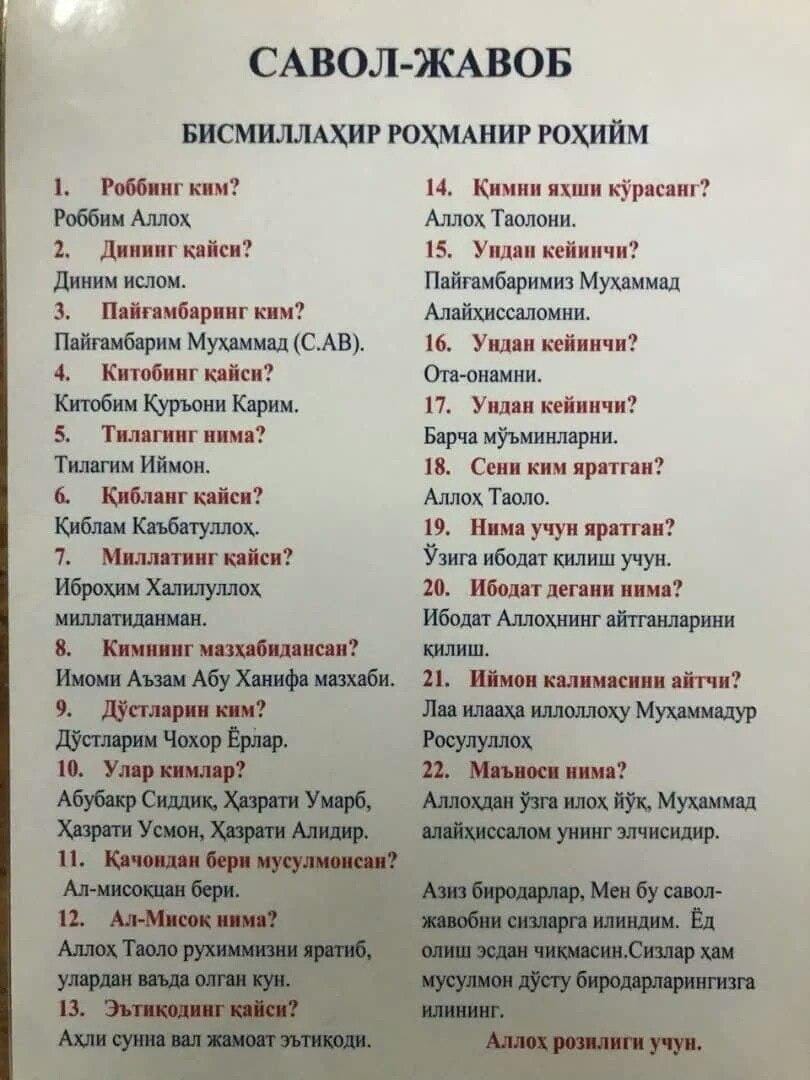 САВОЛ-ЖАВОБ
БИСМИЛЛАҲИР РОҲМАНИР РОҲИЙМ
1. Роббинг ким?
Роббим Аллоҳ
2. Дининг қайси?
Диним ислом.
3. Пайғамбаринг ким?
Пайғамбарим Муҳаммад (С.АВ).
4. Китобинг қайси?
Китобим Қуръони Карим.
5. Тилагинг нима?
Тилагим Иймон.
6. Қибланг қайси?
Қиблам Каъбатуллоҳ.
7. Миллатинг қайси?
Иброҳим Халилуллоҳ
миллатиданман.
8. Кимнинг мазҳабидансан?
Имоми Аъзам Абу Ханифа мазхаби.
9. Дўстларин ким?
Дўстларим Чохор Ёрлар.
10. Улар кимлар?
Абубакр Сиддиқ, Ҳазрати Умарб,
Ҳазрати Усмон, Ҳазрати Алидир.
11. Қачондан бери мусулмонсан?
Ал-мисоқцан бери.
12. Ал-Мисоқ нима?
Аллоҳ Таоло рухиммизни яратиб,
улардан ваъда олган кун.
13. Эътиқодинг қайси?
Аҳли сунна вал жамоат эътиқоди.
14. Қимни яҳши кўрасанг?
Аллоҳ Таолони.
15. Ундан кейинчи?
Пайғамбаримиз Муҳаммад
Алайҳиссаломни.
16. Ундан кейинчи?
Ота-онамни.
17. Ундан кейинчи?
Барча мўъминларни.
18. Сени ким яратган?
Аллоҳ Таоло.
19. Нима учун яратган?
Ўзига ибодат қилиш учун.
20. Ибодат дегани нима?
Ибодат Аллоҳнинг айтганларини
қилиш.
21. Иймон калимасини айтчи?
Лаа илааҳа иллоллоҳу Муҳаммадур
Росулуллоҳ
22. Маъноси нима?
Аллоҳдан ўзга илоҳ йўқ, Муҳаммад
алайҳиссалом унинг элчисидир.
Азиз биродарлар, Мен бу савол-
жавобни сизларга илиндим. Ёд
олиш эсдан чиқмасин.Сизлар ҳам
мусулмон дўсту биродарларингизга
илининг.
Аллоҳ розилиги учун.